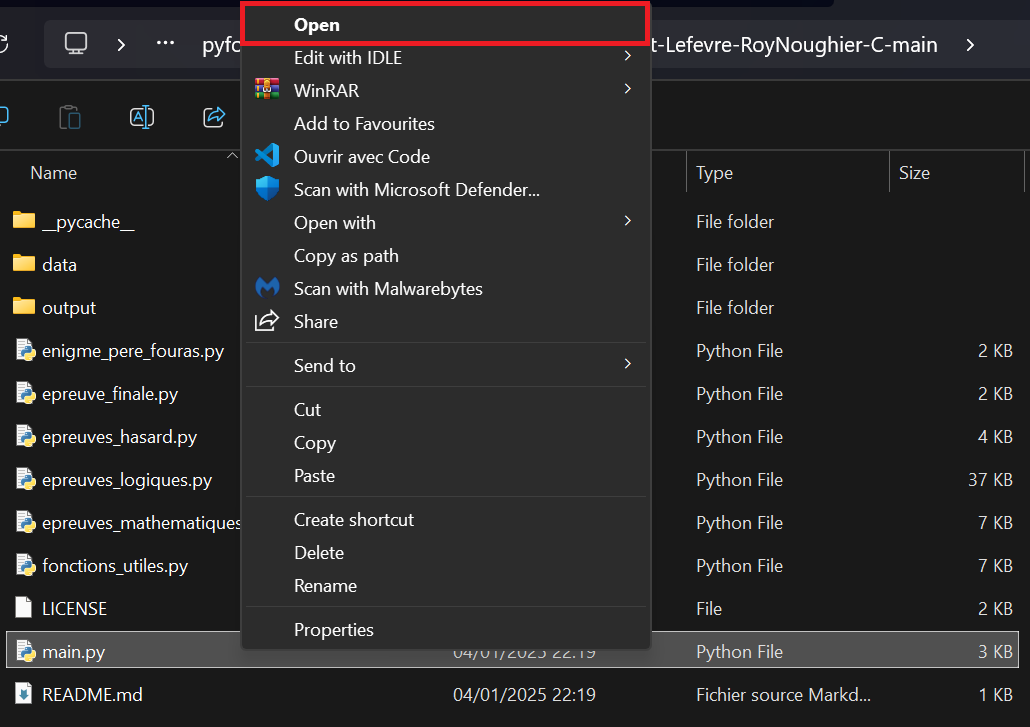 pyfo
t-Lefevre-RoyNoughier-C-main
Open
Edit with IDLE
WinRAR
Add to Favourites
Ouvrir avec Code
Scan with Microsoft Defender...
Open with
Copy as path
Scan with Malwarebytes
Share
Send to
Cut
Copy
Paste
Create shortcut
Delete
Rename
Properties
Name Type Size
__pycache__ File folder
data File folder
output File folder
enigme_pere_fouras.py Python File 2 KB
epreuve_finale.py Python File 2 KB
epreuves_hasard.py Python File 4 KB
epreuves_logiques.py Python File 37 KB
epreuves_mathematiques Python File 7 KB
fonctions_utiles.py Python File 7 KB
LICENSE File 2 KB
main.py 04/01/2025 22:19 Python File 3 KB
README.md 04/01/2025 22:19 Fichier source Markd... 1 KB